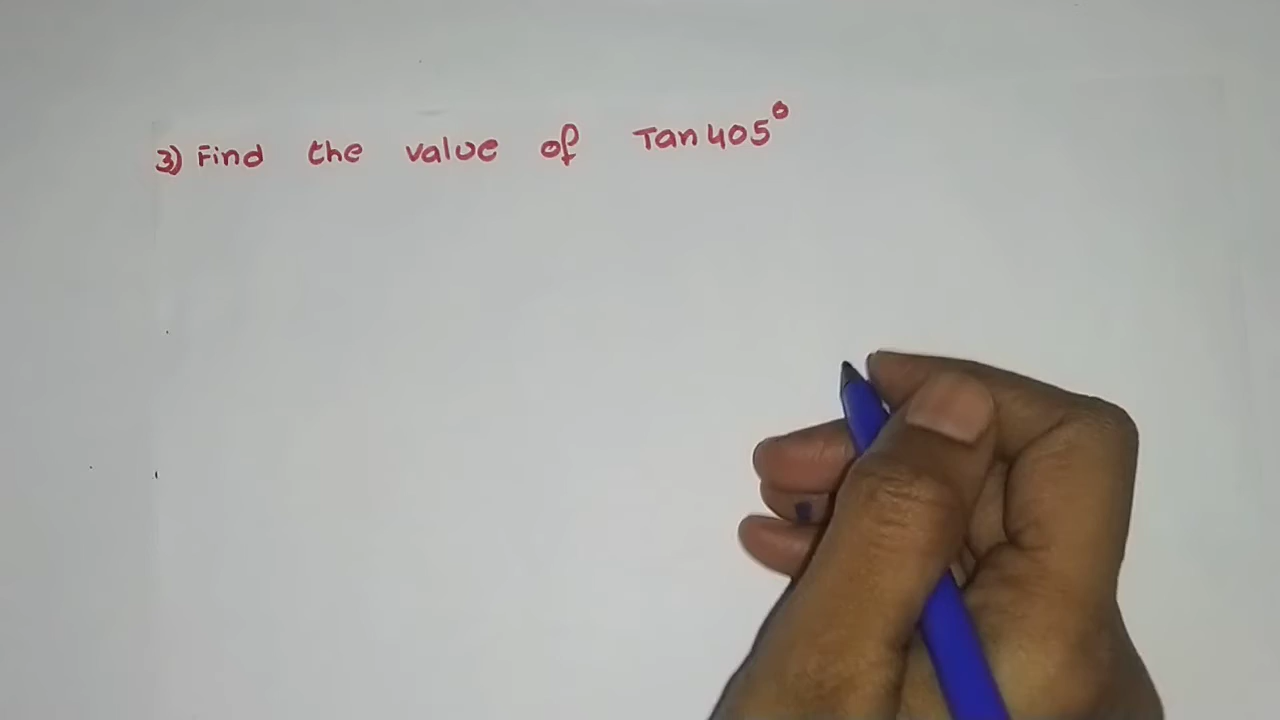 3) Find the value of Tan 405°